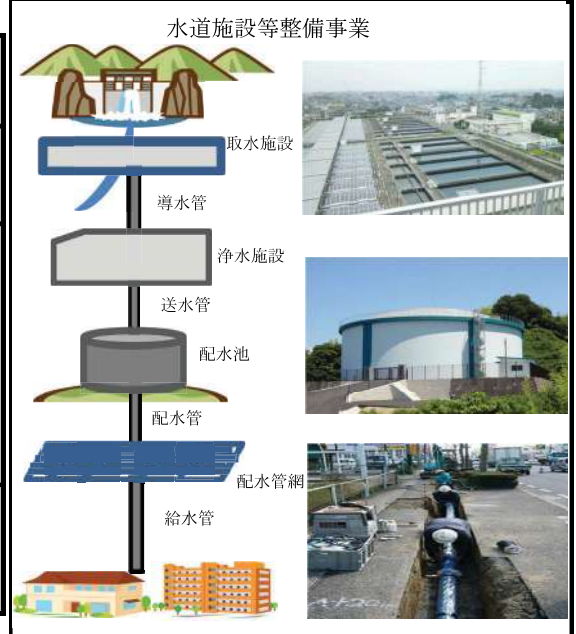 水道施設等整備事業
取水施設
導水管
浄水施設
送水管
配水池
配水管
配水管網
給水管